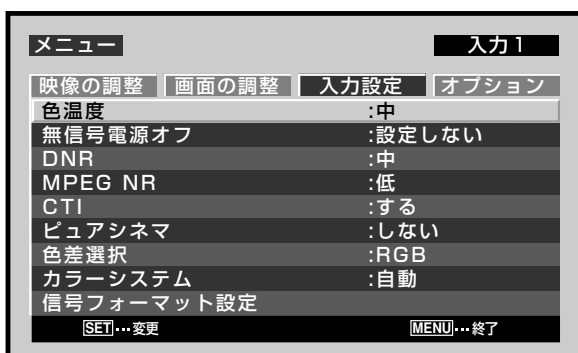 メニュー 入力1
映像の調整 画面の調整 入力設定 オプション
色温度 :中
無信号電源オフ :設定しない
DNR :中
MPEG NR :低
CTI :する
ピュアシネマ :しない
色差選択 :RGB
カラーシステム :自動
信号フォーマット設定
SET…変更 MENU…終了